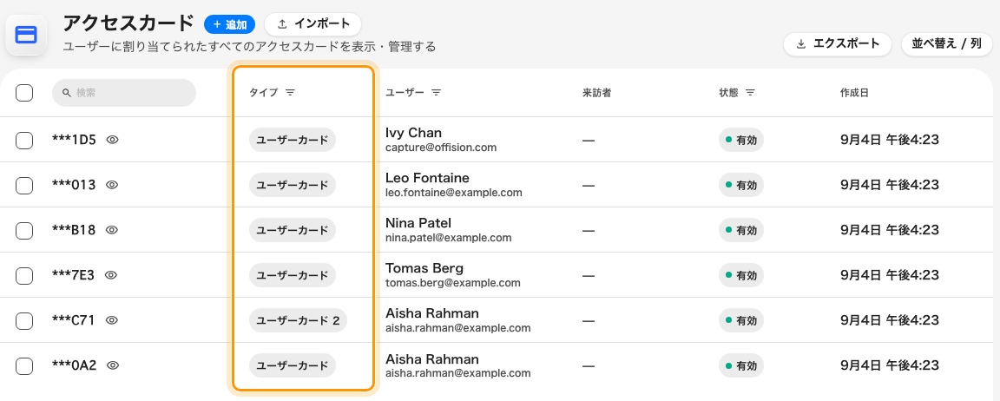 アクセスカード
+ 追加
インポート
ユーザーに割り当てられたすべてのアクセスカードを表示・管理する
エクスポート
並べ替え / 列
検索
タイプ
ユーザー
来訪者
状態
作成日
***1D5
ユーザーカード
Ivy Chan
capture@offision.com
—
有効
9月4日 午後4:23
***013
ユーザーカード
Leo Fontaine
leo.fontaine@example.com
—
有効
9月4日 午後4:23
***B18
ユーザーカード
Nina Patel
nina.patel@example.com
—
有効
9月4日 午後4:23
***7E3
ユーザーカード
Tomas Berg
tomas.berg@example.com
—
有効
9月4日 午後4:23
***C71
ユーザーカード 2
Aisha Rahman
aisha.rahman@example.com
—
有効
9月4日 午後4:23
***0A2
ユーザーカード
Aisha Rahman
aisha.rahman@example.com
—
有効
9月4日 午後4:23